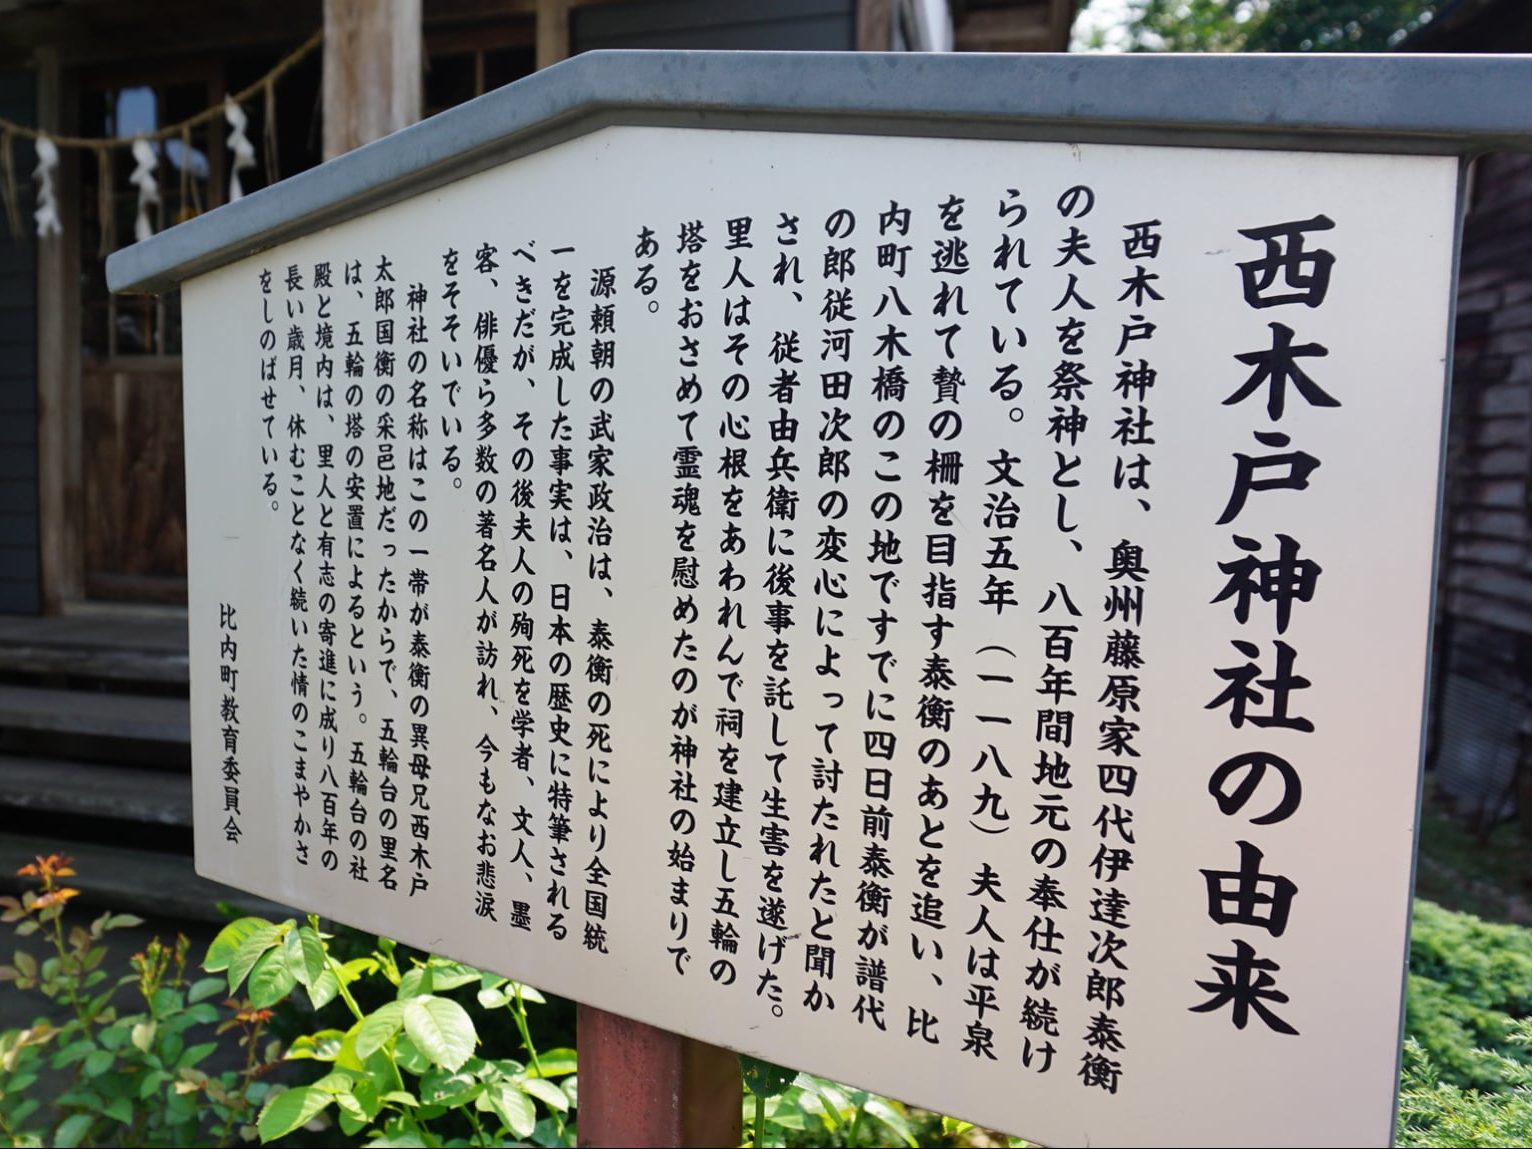 西木戸神社の由来
西木戸神社は、奥州藤原家四代伊達次郎泰衡
の夫人を祭神とし、八百年間地元の奉仕が続け
られている。文治五年（一一八九）夫人は平泉
を逃れて贄の柵を目指す泰衡のあとを追い、比
内町八木橋のこの地ですでに四日前泰衡が譜代
の郎従河田次郎の変心によって討たれたと聞か
され、従者由兵衛に後事を託して生害を遂げた。
里人はその心根をあわれんで祠を建立し五輪の
塔をおさめて霊魂を慰めたのが神社の始まりで
ある。
源頼朝の武家政治は、泰衡の死により全国統
一を完成した事実は、日本の歴史に特筆される
べきだが、その後夫人の殉死を学者、文人、墨
客、俳優ら多数の著名人が訪れ、今もなお悲涙
をそそいでいる。
神社の名称はこの一帯が泰衡の異母兄西木戸
太郎国衡の采邑地だったからで、五輪台の里名
は、五輪の塔の安置によるという。五輪台の社
殿と境内は、里人と有志の寄進に成り八百年の
長い歳月、休むことなく続いた情のこまやかさ
をしのばせている。
比内町教育委員会